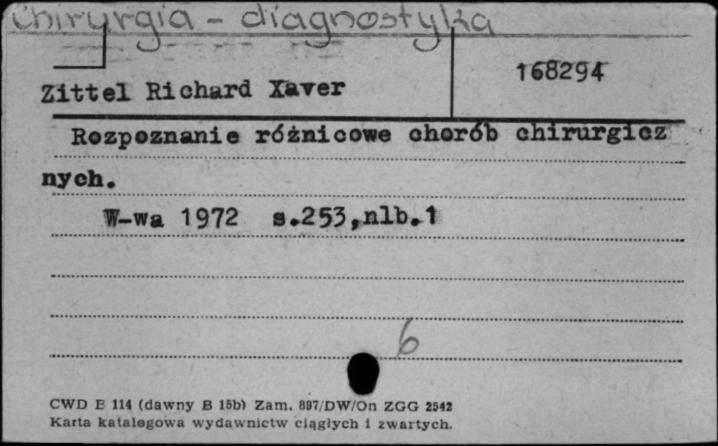 Chirurgia - diagnostyka
168294
Zittel Richard Xaver
Rozpoznanie różnicowe chorób chirurgicz
nych.
W-wa 1972 s.253,nlb.1
6
CWD E 114 (dawny B 15b) Zam. 897/DW/On ZGG 2542
Karta katalogowa wydawnictw ciągłych i zwartych.